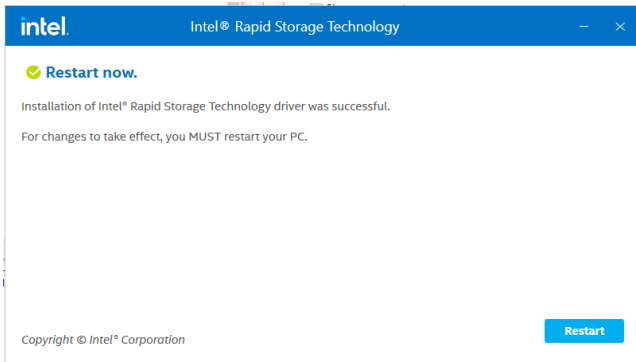 intel.
Intel® Rapid Storage Technology
Restart now.
Installation of Intel® Rapid Storage Technology driver was successful.
For changes to take effect, you MUST restart your PC.
Restart
Copyright © Intel® Corporation